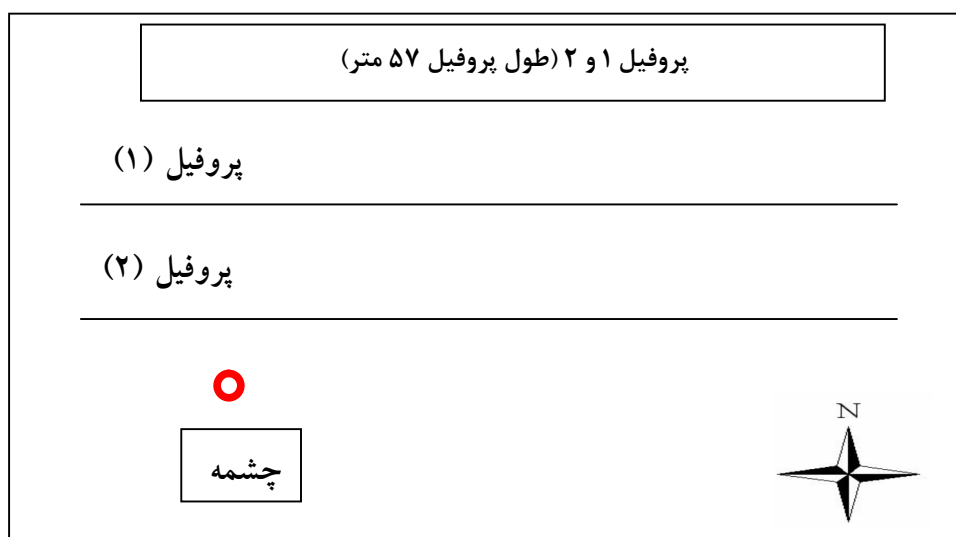 پروفیل ۱ و ۲ (طول پروفیل ۵۷ متر)
پروفیل (۱)
پروفیل (۲)
چشمه
N